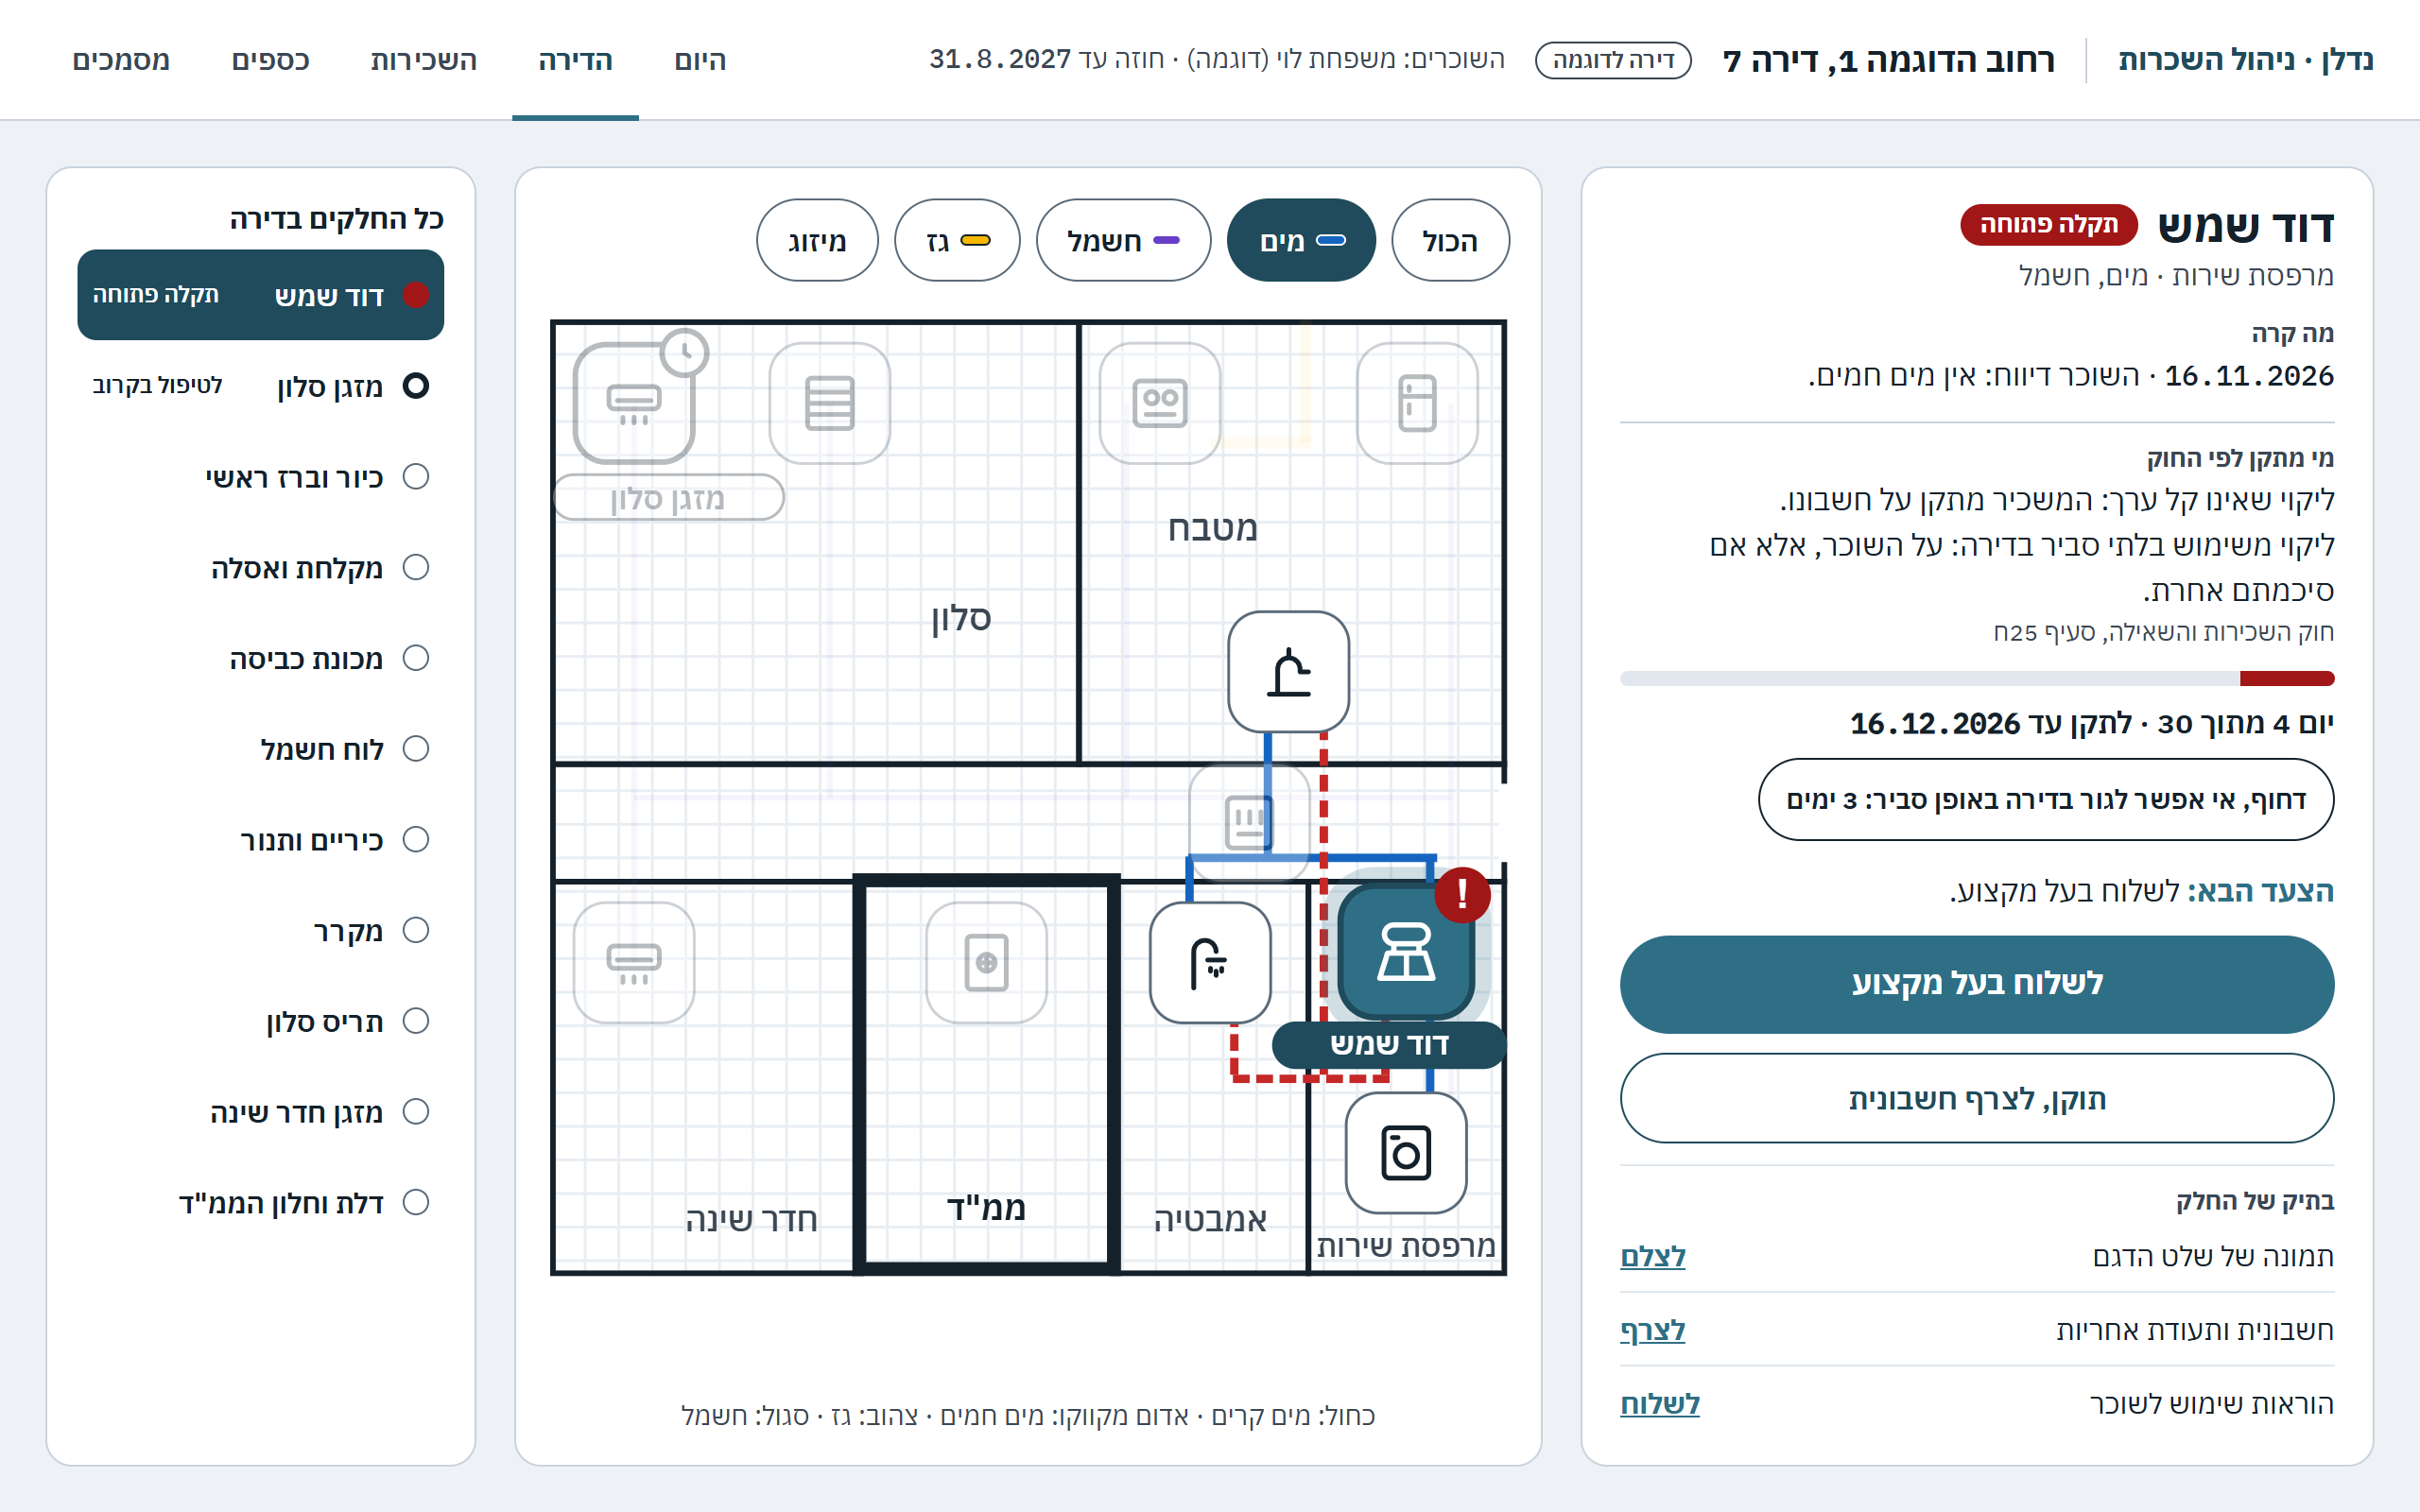 נדלן · ניהול השכרות
רחוב הדוגמה 1, דירה 7
דירה לדוגמה
השוכרים: משפחת לוי (דוגמה) · חוזה עד 31.8.2027
היום
הדירה
השכירות
כספים
מסמכים
דוד שמש
תקלה פתוחה
מרפסת שירות · מים, חשמל
מה קרה
16.11.2026 · השוכר דיווח: אין מים חמים.
מי מתקן לפי החוק
ליקוי שאינו קל ערך: המשכיר מתקן על חשבונו.
ליקוי משימוש בלתי סביר בדירה: על השוכר, אלא אם
סיכמתם אחרת.
חוק השכירות והשאילה, סעיף 25ח
יום 4 מתוך 30 · לתקן עד 16.12.2026
דחוף, אי אפשר לגור בדירה באופן סביר: 3 ימים
הצעד הבא: לשלוח בעל מקצוע.
לשלוח בעל מקצוע
תוקן, לצרף חשבונית
בתיק של החלק
תמונה של שלט הדגם
לצלם
חשבונית ותעודת אחריות
לצרף
הוראות שימוש לשוכר
לשלוח
הכול
מים
חשמל
גז
מיזוג
מזגן סלון
מטבח
סלון
!
דוד שמש
מרפסת שירות
אמבטיה
ממ"ד
חדר שינה
כחול: מים קרים · אדום מקווקו: מים חמים · צהוב: גז · סגול: חשמל
כל החלקים בדירה
דוד שמש
תקלה פתוחה
מזגן סלון
לטיפול בקרוב
כיור וברז ראשי
מקלחת ואסלה
מכונת כביסה
לוח חשמל
כיריים ותנור
מקרר
תריס סלון
מזגן חדר שינה
דלת וחלון הממ"ד